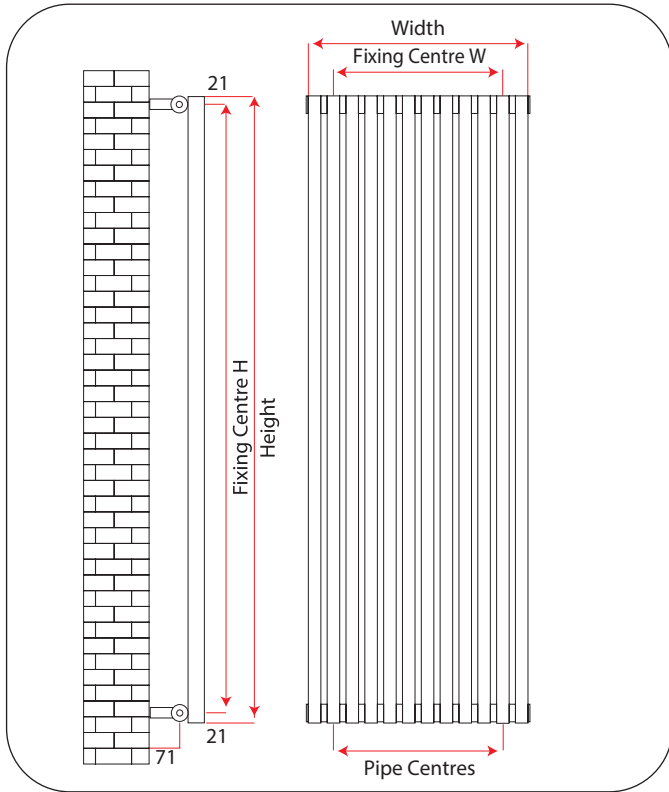 Width
Fixing Centre W
21
Fixing Centre H
Height
21
71
Pipe Centres